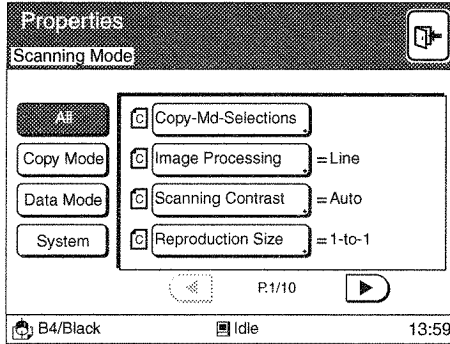 Properties
Scanning Mode
All
Copy Mode
Data Mode
System
C Copy-Md-Selections
C Image Processing =Line
C Scanning Contrast =Auto
C Reproduction Size =1-to-1
P.1/10
B4/Black
Idle
13:59